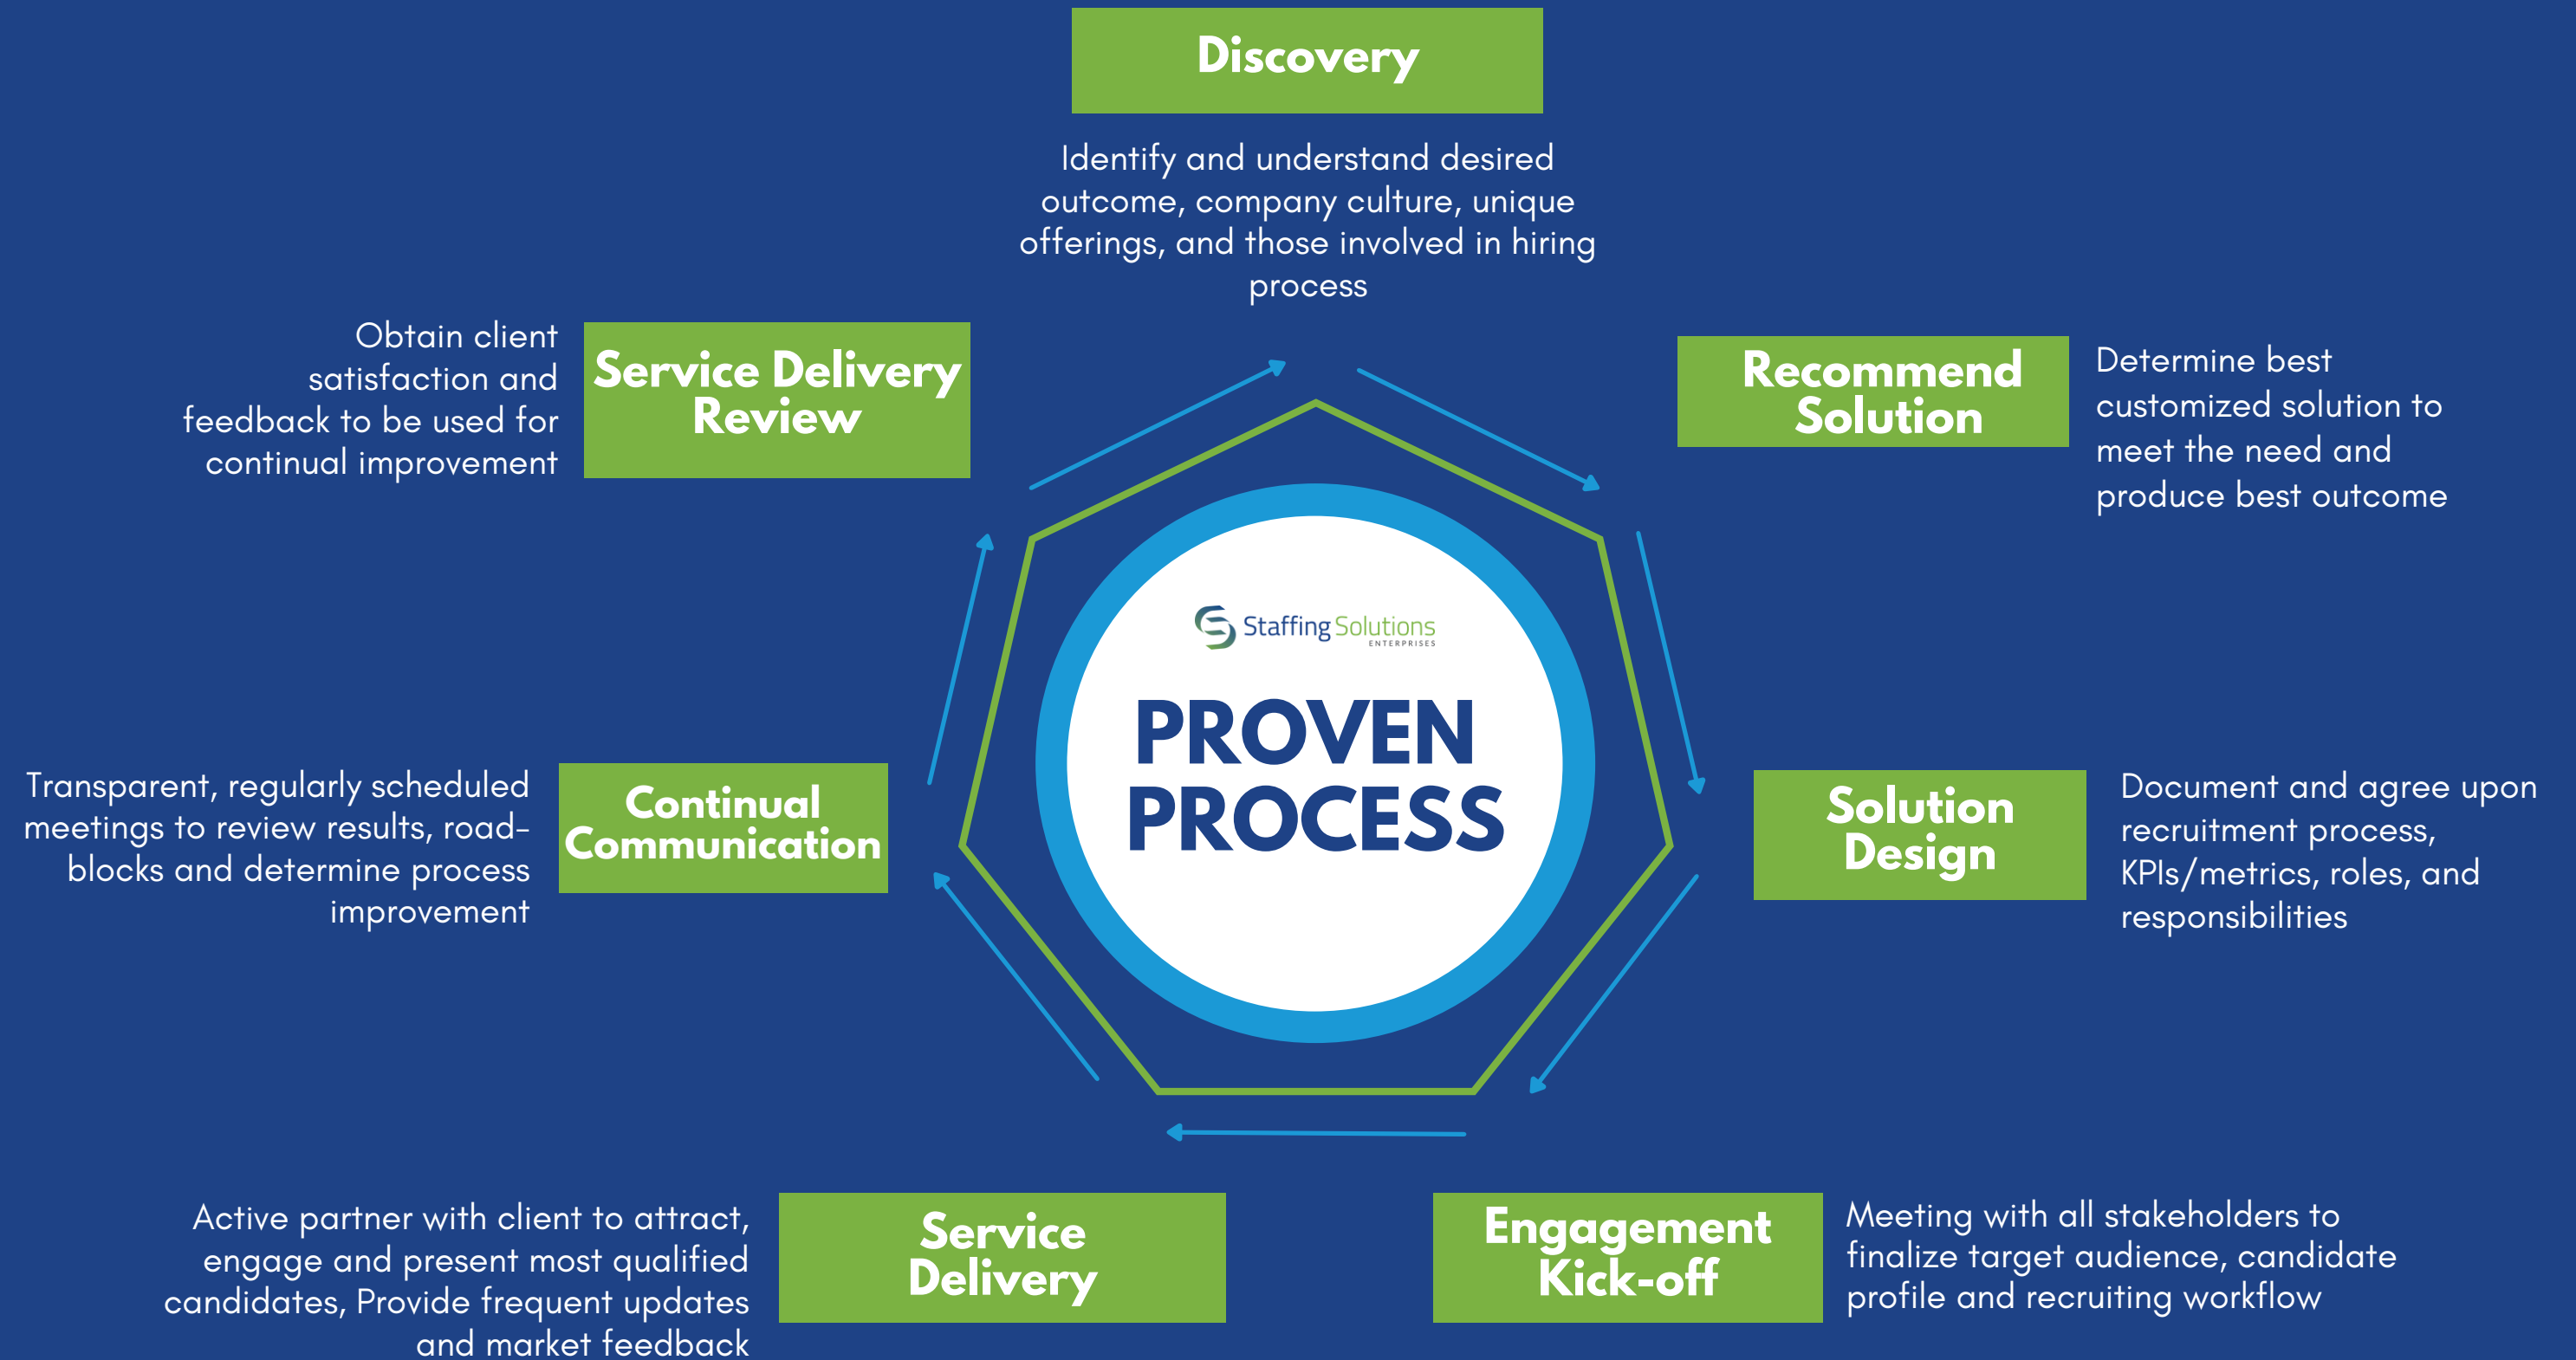 Discovery
Identify and understand desired
outcome, company culture, unique
offerings, and those involved in hiring
process
Recommend
Solution
Determine best
customized solution to
meet the need and
produce best outcome
Solution
Design
Document and agree upon
recruitment process,
KPIs/metrics, roles, and
responsibilities
Engagement
Kick-off
Meeting with all stakeholders to
finalize target audience, candidate
profile and recruiting workflow
Service
Delivery
Active partner with client to attract,
engage and present most qualified
candidates, Provide frequent updates
and market feedback
Continual
Communication
Transparent, regularly scheduled
meetings to review results, road-
blocks and determine process
improvement
Service Delivery
Review
Obtain client
satisfaction and
feedback to be used for
continual improvement
Staffing Solutions
ENTERPRISES
PROVEN
PROCESS